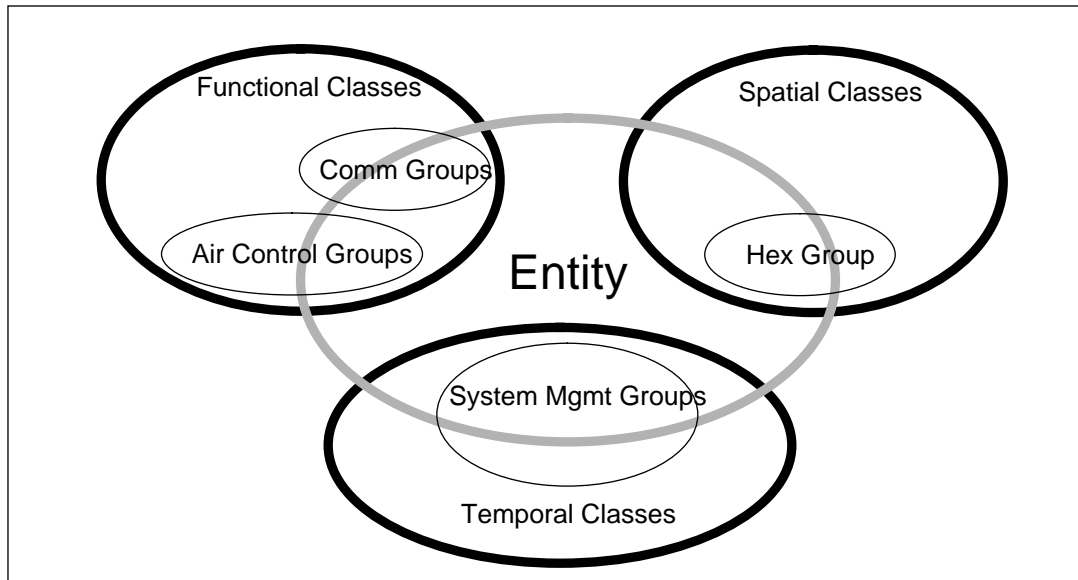 Functional Classes
Spatial Classes
Comm Groups
Air Control Groups
Hex Group
Entity
System Mgmt Groups
Temporal Classes